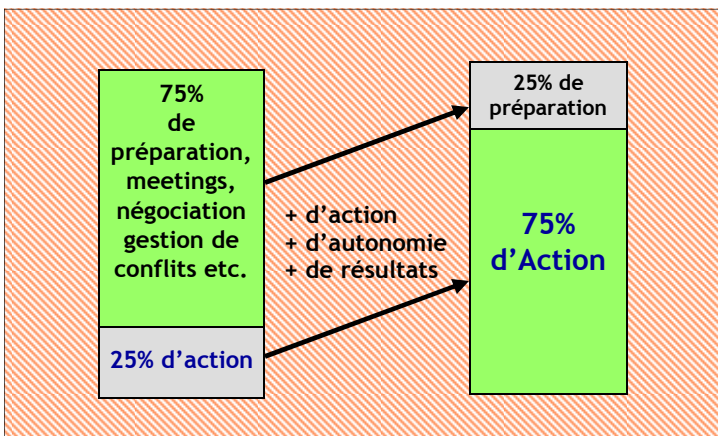 75%
de
préparation,
meetings,
négociation
gestion de
conflits etc.
25% d’action
+ d’action
+ d’autonomie
+ de résultats
25% de
préparation
75%
d’Action